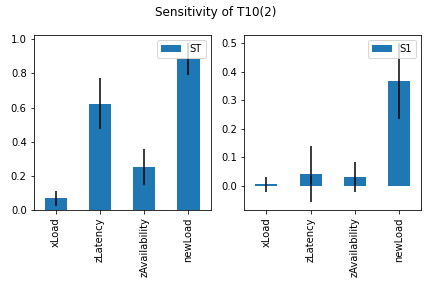 Sensitivity of T10(2)
ST
1.0
0.8
0.6
0.4
0.2
0.0
xLoad
zLatency
zAvailability
newLoad
S1
0.5
0.4
0.3
0.2
0.1
0.0
xLoad
zLatency
zAvailability
newLoad